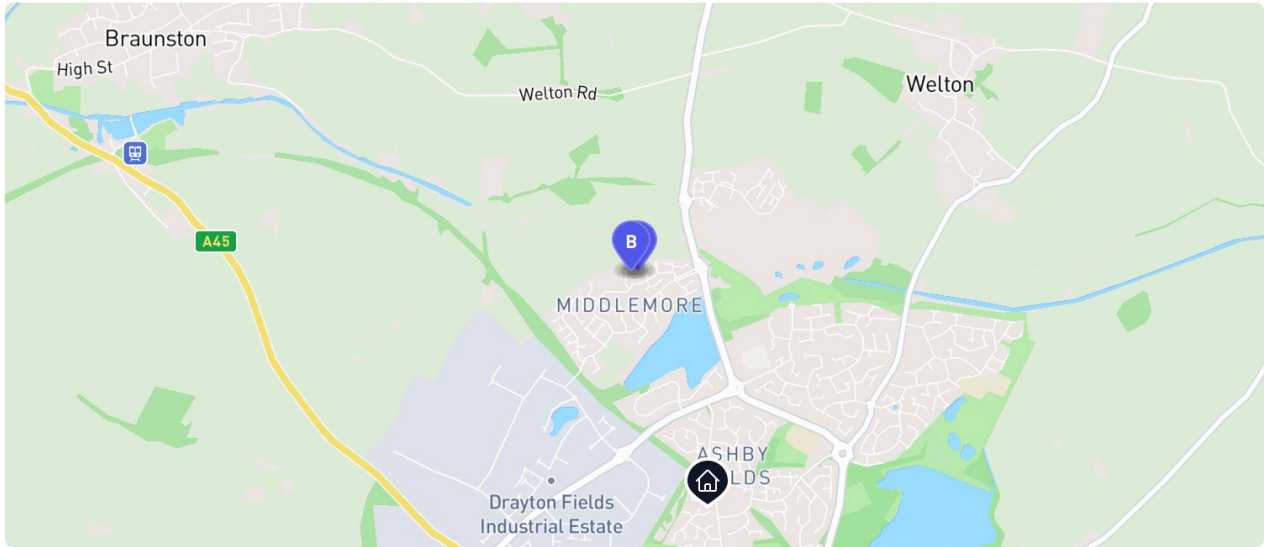 Braunston
High St
Welton Rd
Welton
A45
B
MIDDLEMORE
ASHBY
LDS
Drayton Fields
Industrial Estate